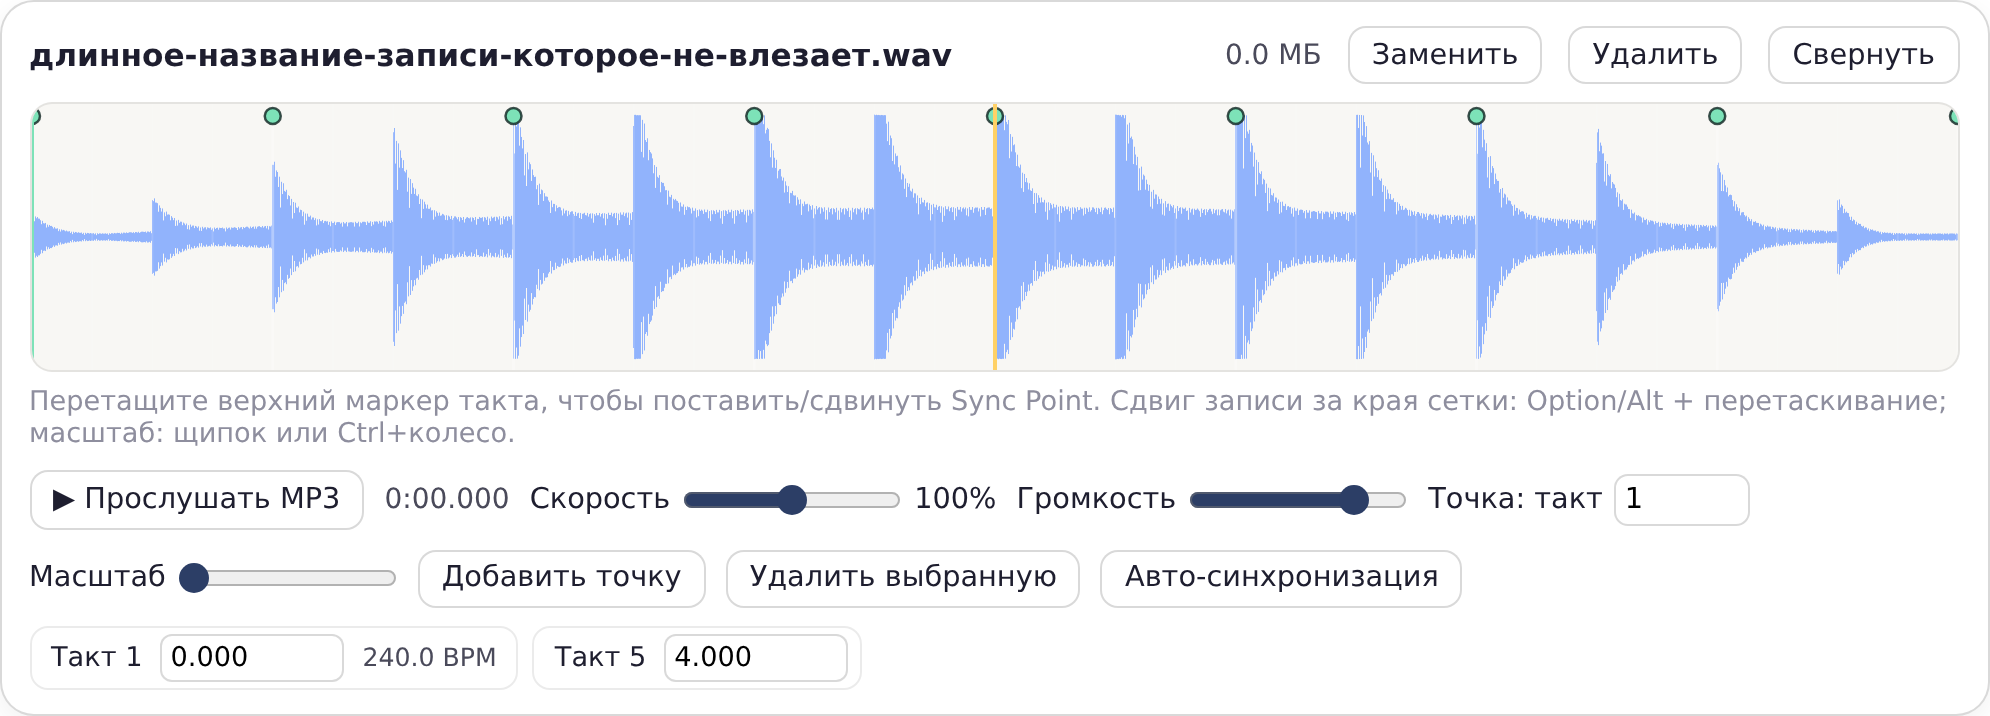 длинное-название-записи-которое-не-влезает.wav 0.0 МБ Заменить Удалить Свернуть
Перетащите верхний маркер такта, чтобы поставить/сдвинуть Sync Point. Сдвиг записи за края сетки: Option/Alt + перетаскивание;
масштаб: щипок или Ctrl+колесо.
▶ Прослушать MP3 0:00.000 Скорость 100% Громкость Точка: такт 1
Масштаб Добавить точку Удалить выбранную Авто-синхронизация
Такт 1 0.000 240.0 BPM Такт 5 4.000